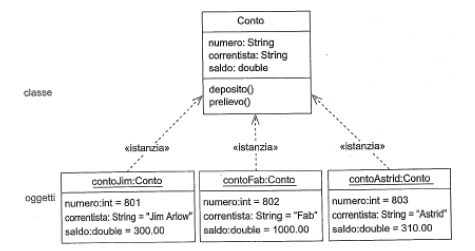 Conto
numero: String
correntista: String
saldo: double
classe
deposito()
prelievo()
«istanzia» «istanzia» «istanzia»
contoJim:Conto contoFab:Conto contoAstrid:Conto
oggetti
numero:int = 801 numero:int = 802 numero:int = 803
correntista: String = "Jim Arlow" correntista: String = "Fab" correntista: String = "Astrid"
saldo:double = 300.00 saldo:double = 1000.00 saldo:double = 310.00